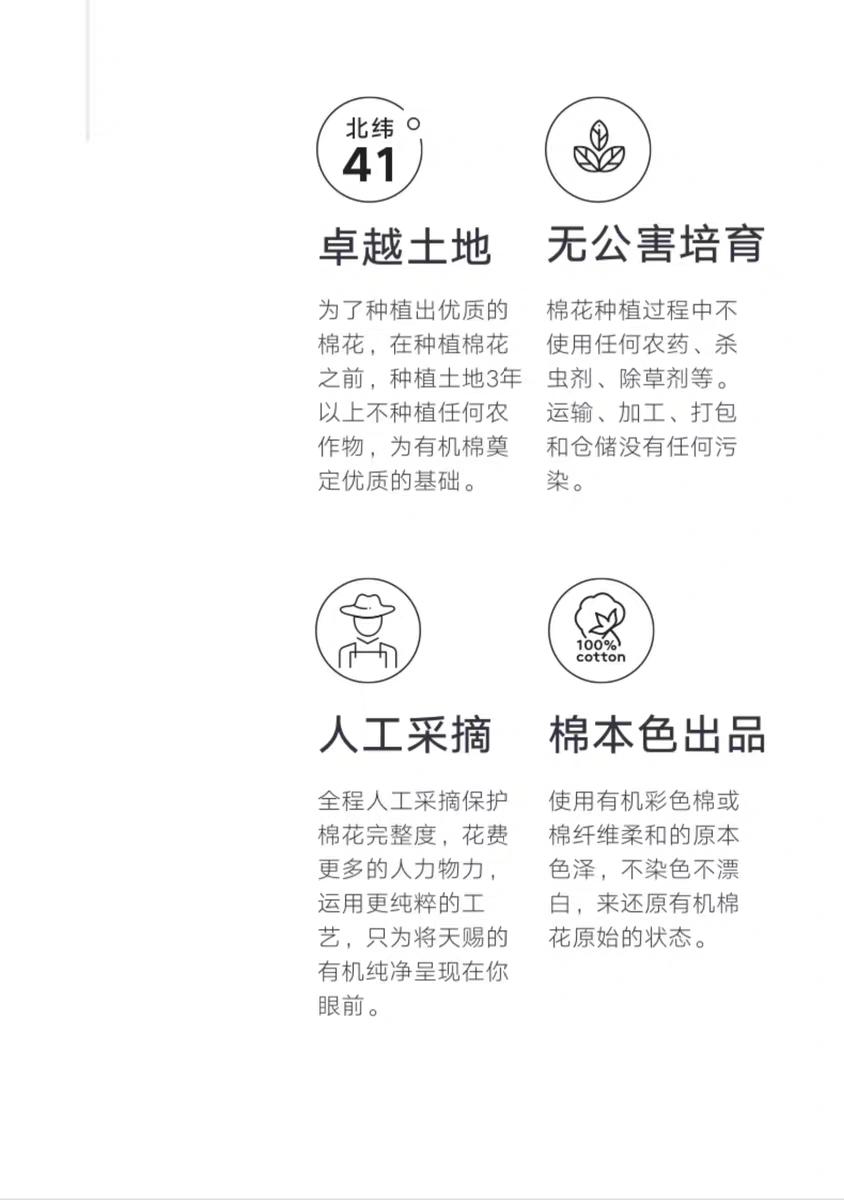 北纬
41
卓越土地
为了种植出优质的
棉花，在种植棉花
之前，种植土地3年
以上不种植任何农
作物，为有机棉奠
定优质的基础。
无公害培育
棉花种植过程中不
使用任何农药、杀
虫剂、除草剂等。
运输、加工、打包
和仓储没有任何污
染。
人工采摘
全程人工采摘保护
棉花完整度，花费
更多的人力物力，
运用更纯粹的工
艺，只为将天赐的
有机纯净呈现在你
眼前。
100%
cotton
棉本色出品
使用有机彩色棉或
棉纤维柔和的原本
色泽，不染色不漂
白，来还原有机棉
花原始的状态。